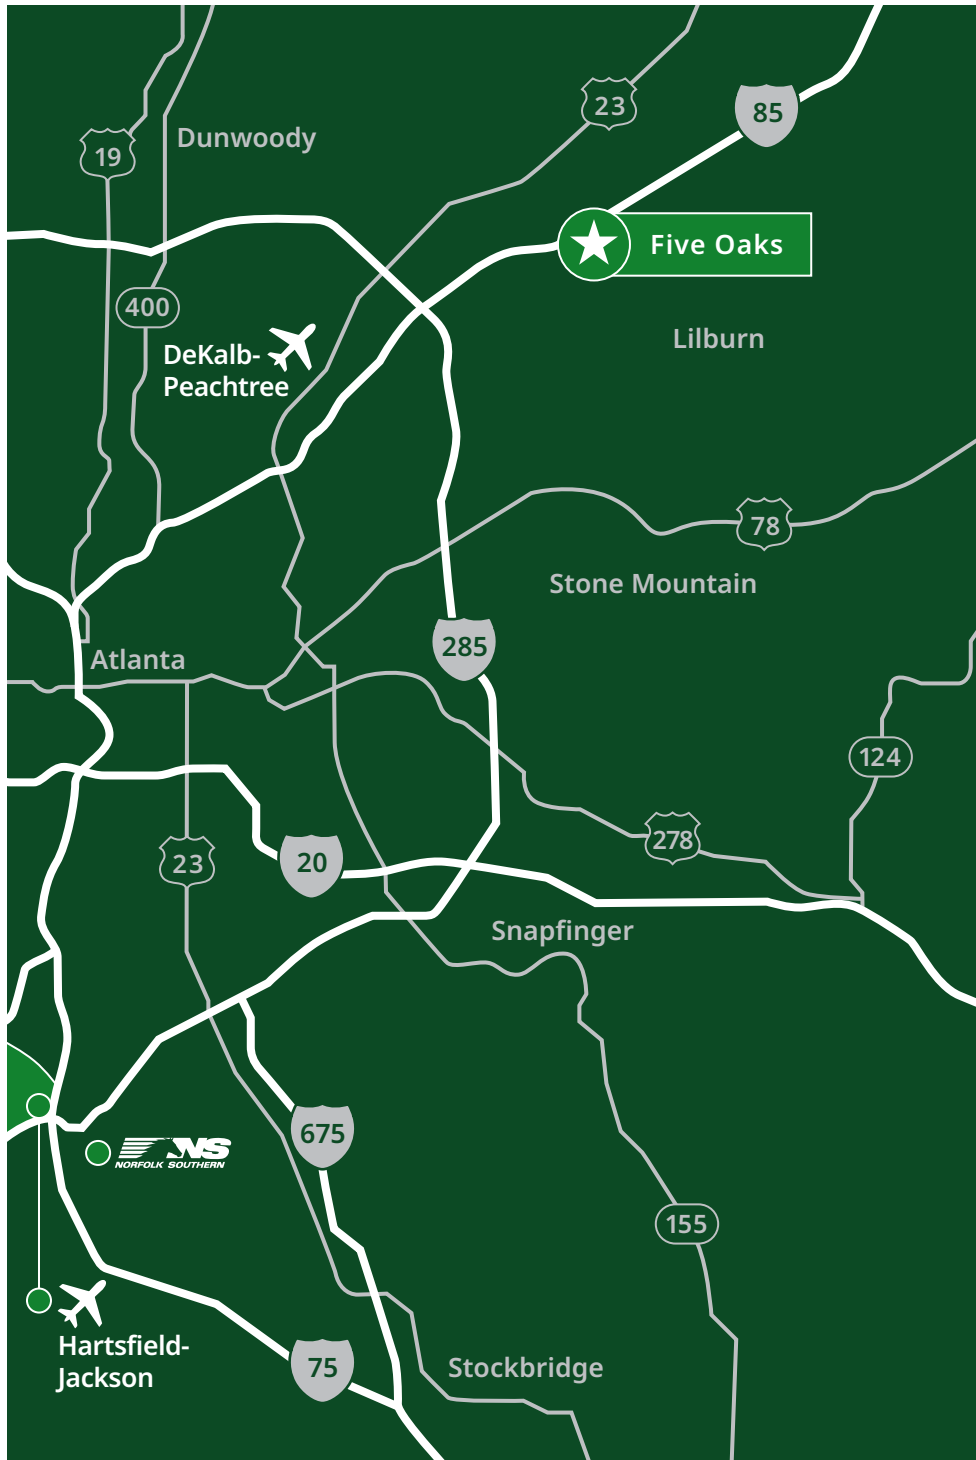 23
85
Dunwoody
19
Five Oaks
400
Lilburn
DeKalb-
Peachtree
78
Stone Mountain
285
Atlanta
124
278
23
20
Snapfinger
675
NS
NORFOLK SOUTHERN
155
Hartsfield-
Jackson
75
Stockbridge